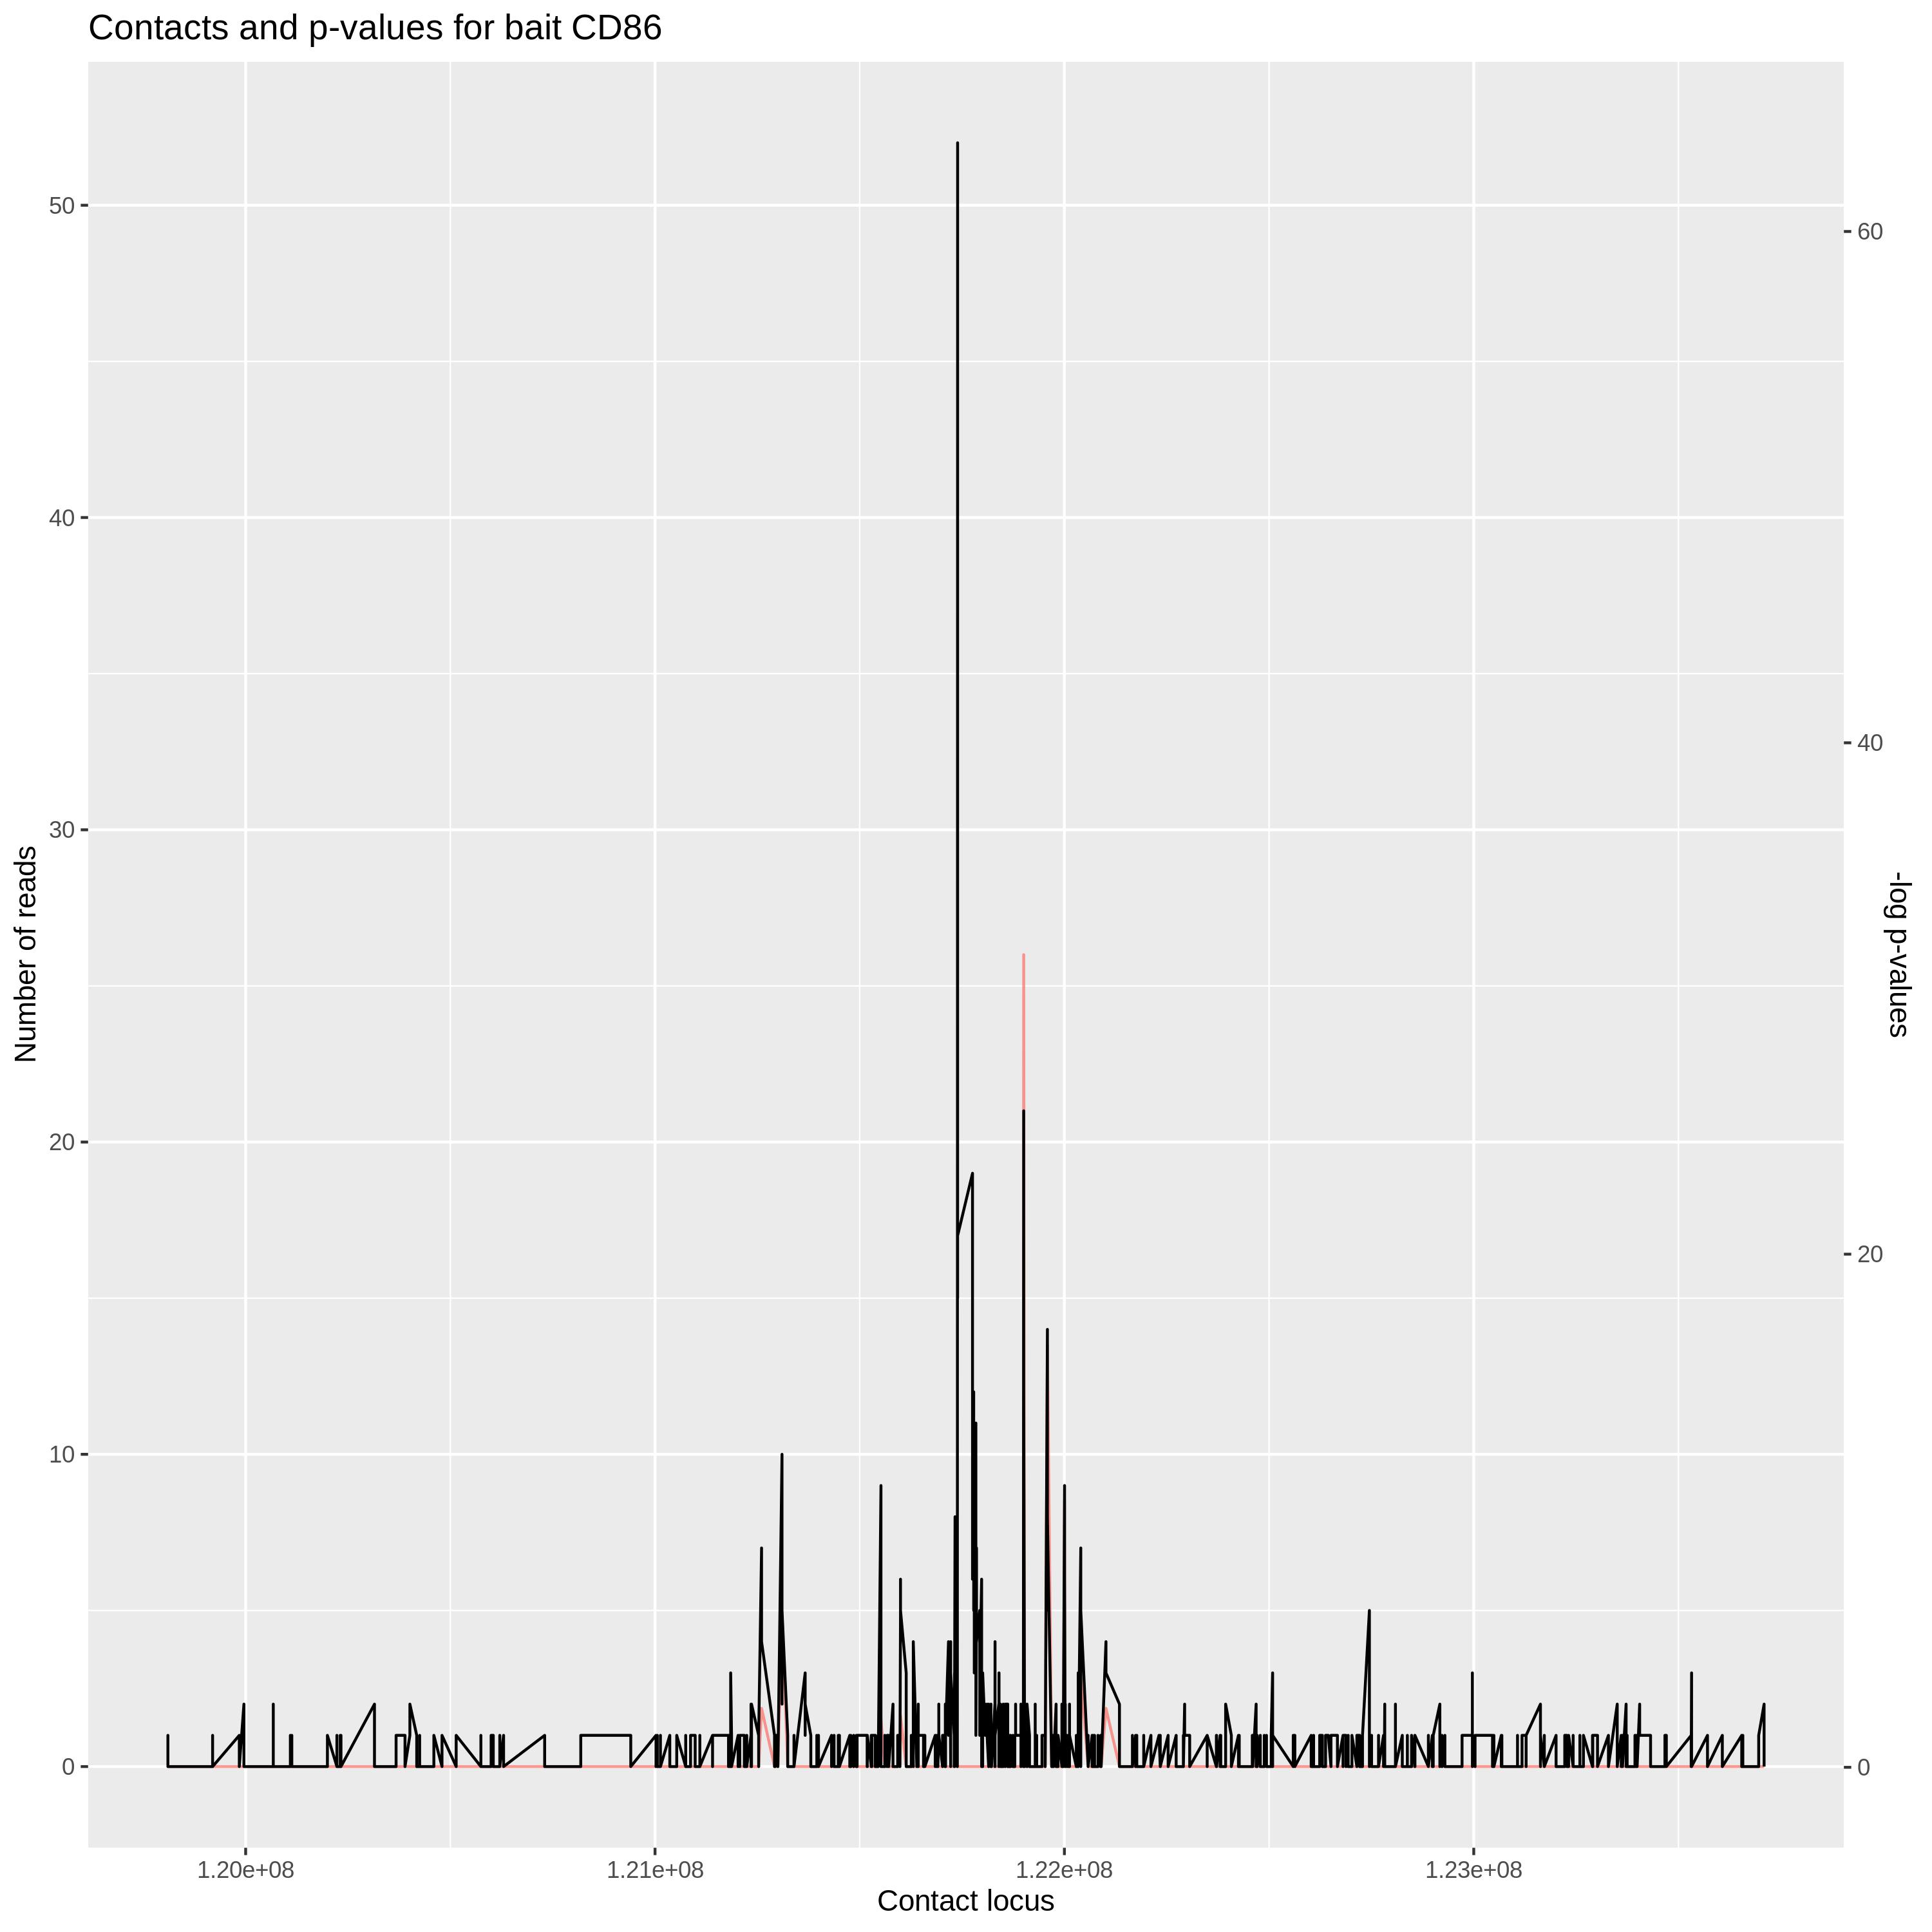 Contacts and p-values for bait CD86
50
40
30
20
10
0
Number of reads
60
40
20
0
-log p-values
1.20e+08
1.21e+08
1.22e+08
1.23e+08
Contact locus